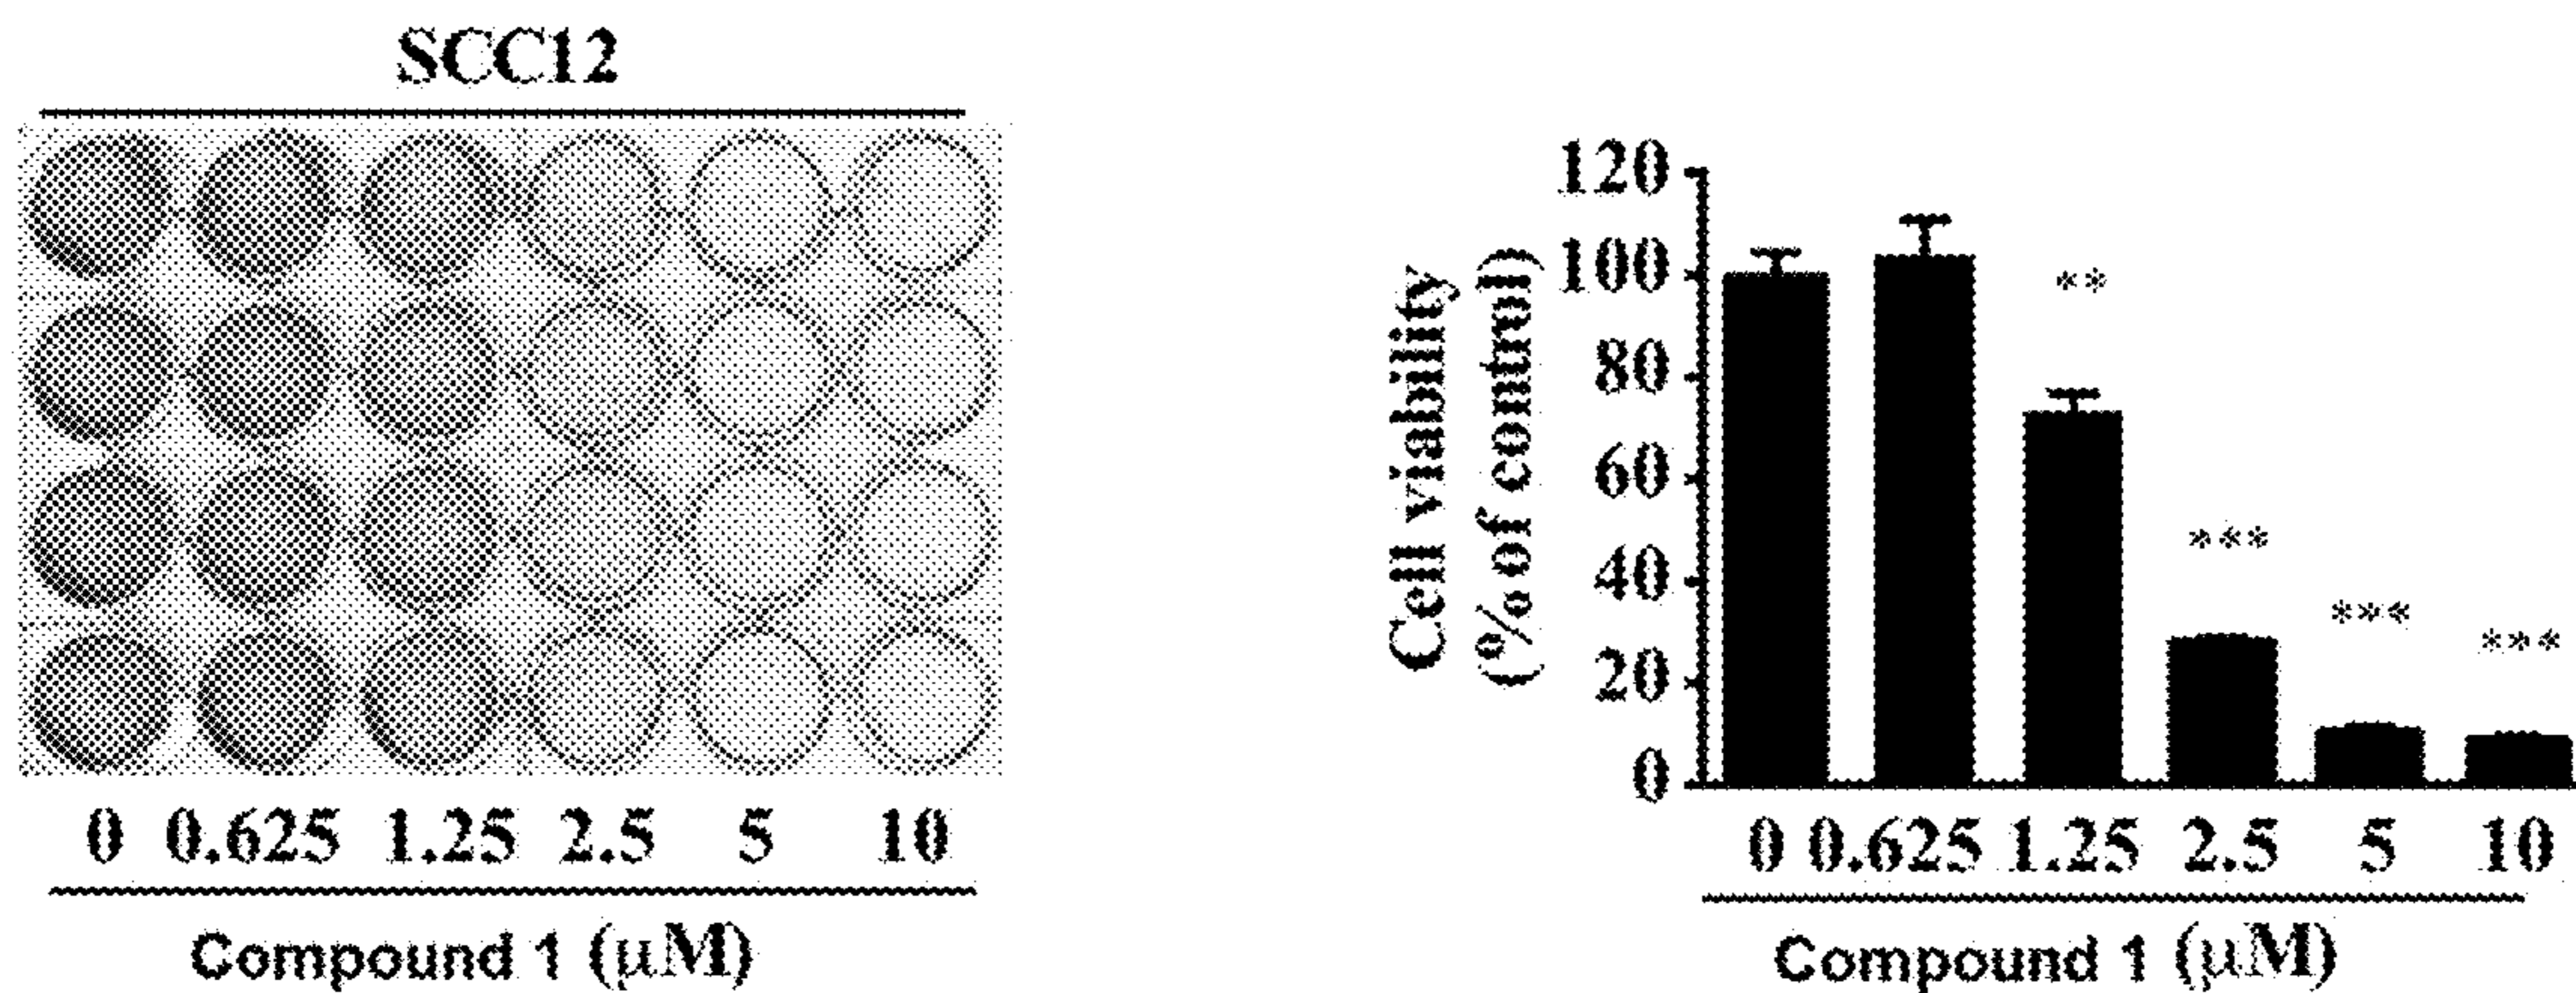 SCC12
0 0.625 1.25 2.5 5 10
Compound 1 (µM)
Cell viability
(% of control)
120
100
80
60
40
20
0
**
***
***
***
0 0.625 1.25 2.5 5 10
Compound 1 (µM)